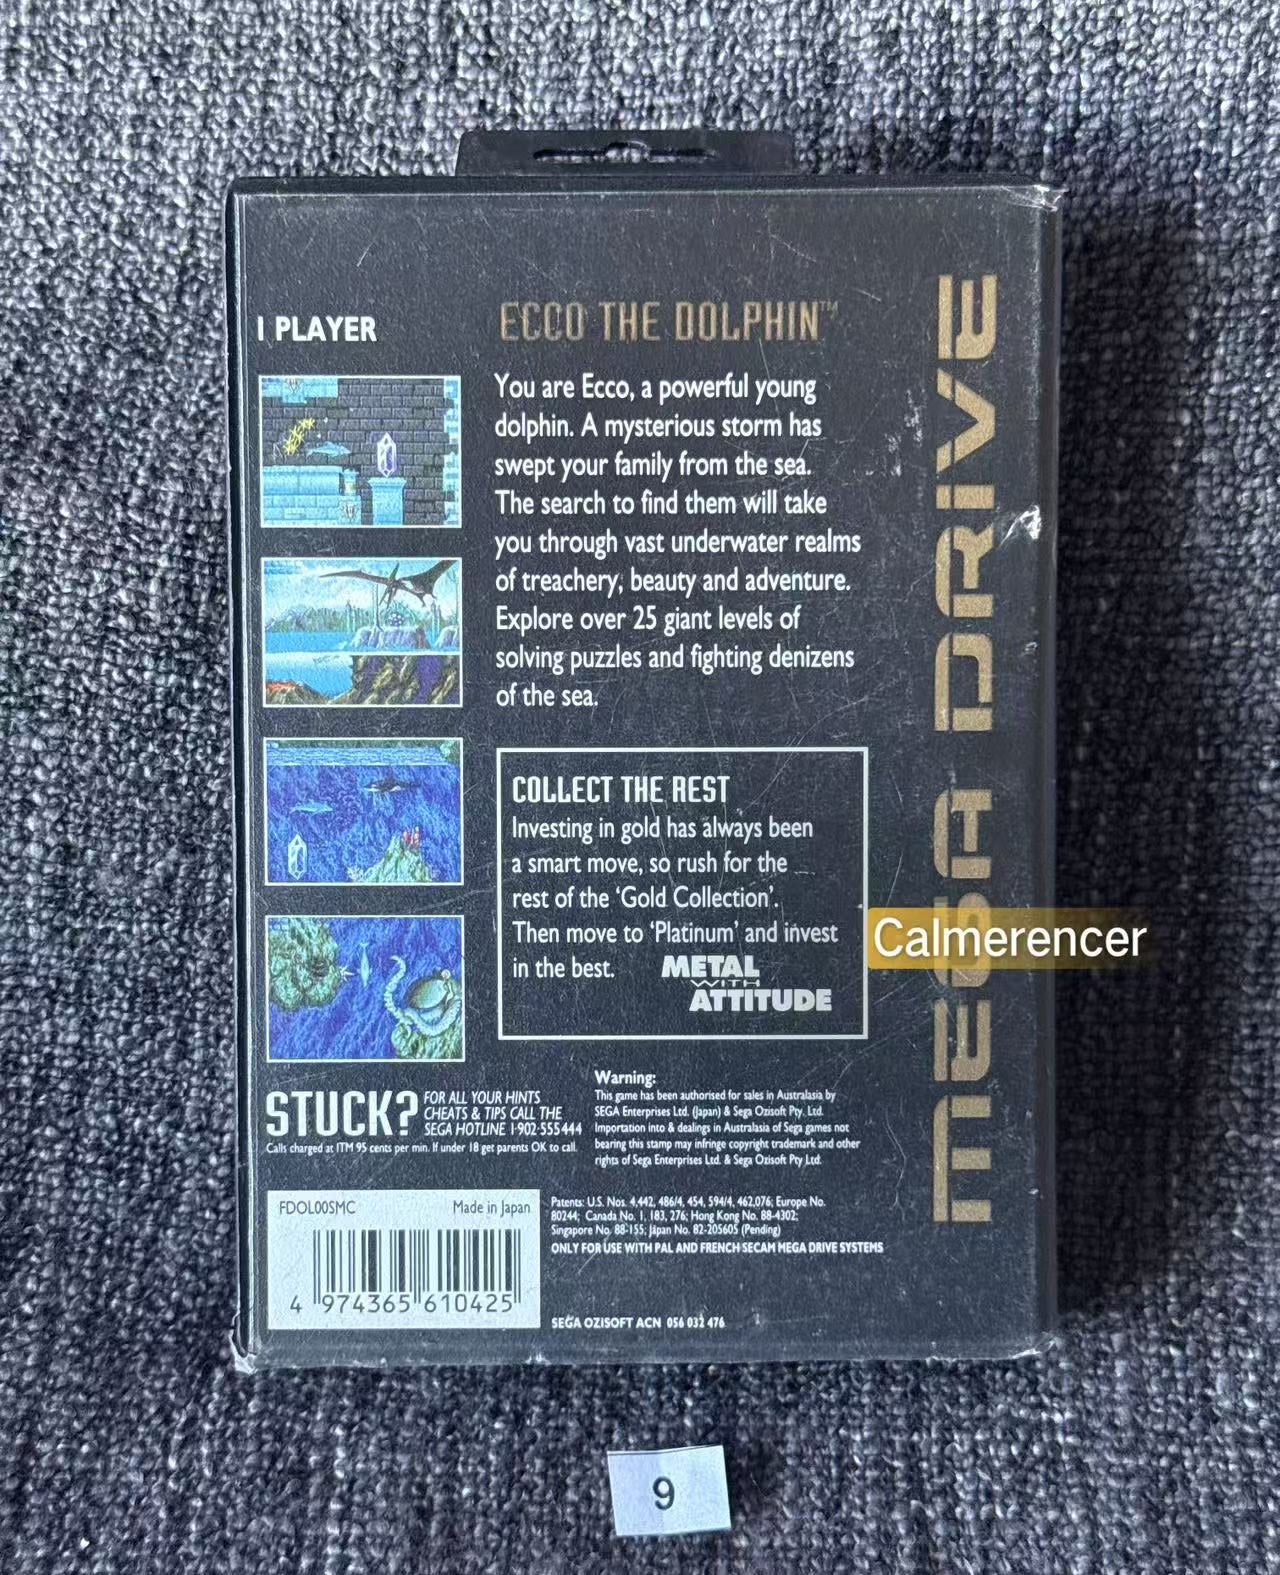 1 PLAYER
ECCO THE DOLPHIN™
You are Ecco, a powerful young
dolphin. A mysterious storm has
swept your family from the sea.
The search to find them will take
you through vast underwater realms
of treachery, beauty and adventure.
Explore over 25 giant levels of
solving puzzles and fighting denizens
of the sea.
COLLECT THE REST
Investing in gold has always been
a smart move, so rush for the
rest of the ‘Gold Collection’.
Then move to ‘Platinum’ and invest
in the best.
METAL
WITH
ATTITUDE
MEGA DRIVE
Calmerencer
STUCK?
FOR ALL YOUR HINTS
CHEATS & TIPS CALL THE
SEGA HOTLINE 1·902·555444
Calls charged at ITM 95 cents per min. If under 18 get parents OK to call.
Warning:
This game has been authorised for sales in Australasia by
SEGA Enterprises Ltd. (Japan) & Sega Ozisoft Pty. Ltd.
Importation into & dealings in Australasia of Sega games not
bearing this stamp may infringe copyright trademark and other
rights of Sega Enterprises Ltd. & Sega Ozisoft Pty Ltd.
FDOL00SMC
Made in Japan
4 974365 610425
Patents: U.S. Nos. 4,442, 486/4, 454, 594/4, 462,076; Europe No.
80244; Canada No. 1, 183, 276; Hong Kong No. 88-4302;
Singapore No. 88-155; Japan No. 82-205605 (Pending)
ONLY FOR USE WITH PAL AND FRENCH SECAM MEGA DRIVE SYSTEMS
SEGA OZISOFT ACN 056 032 476
9